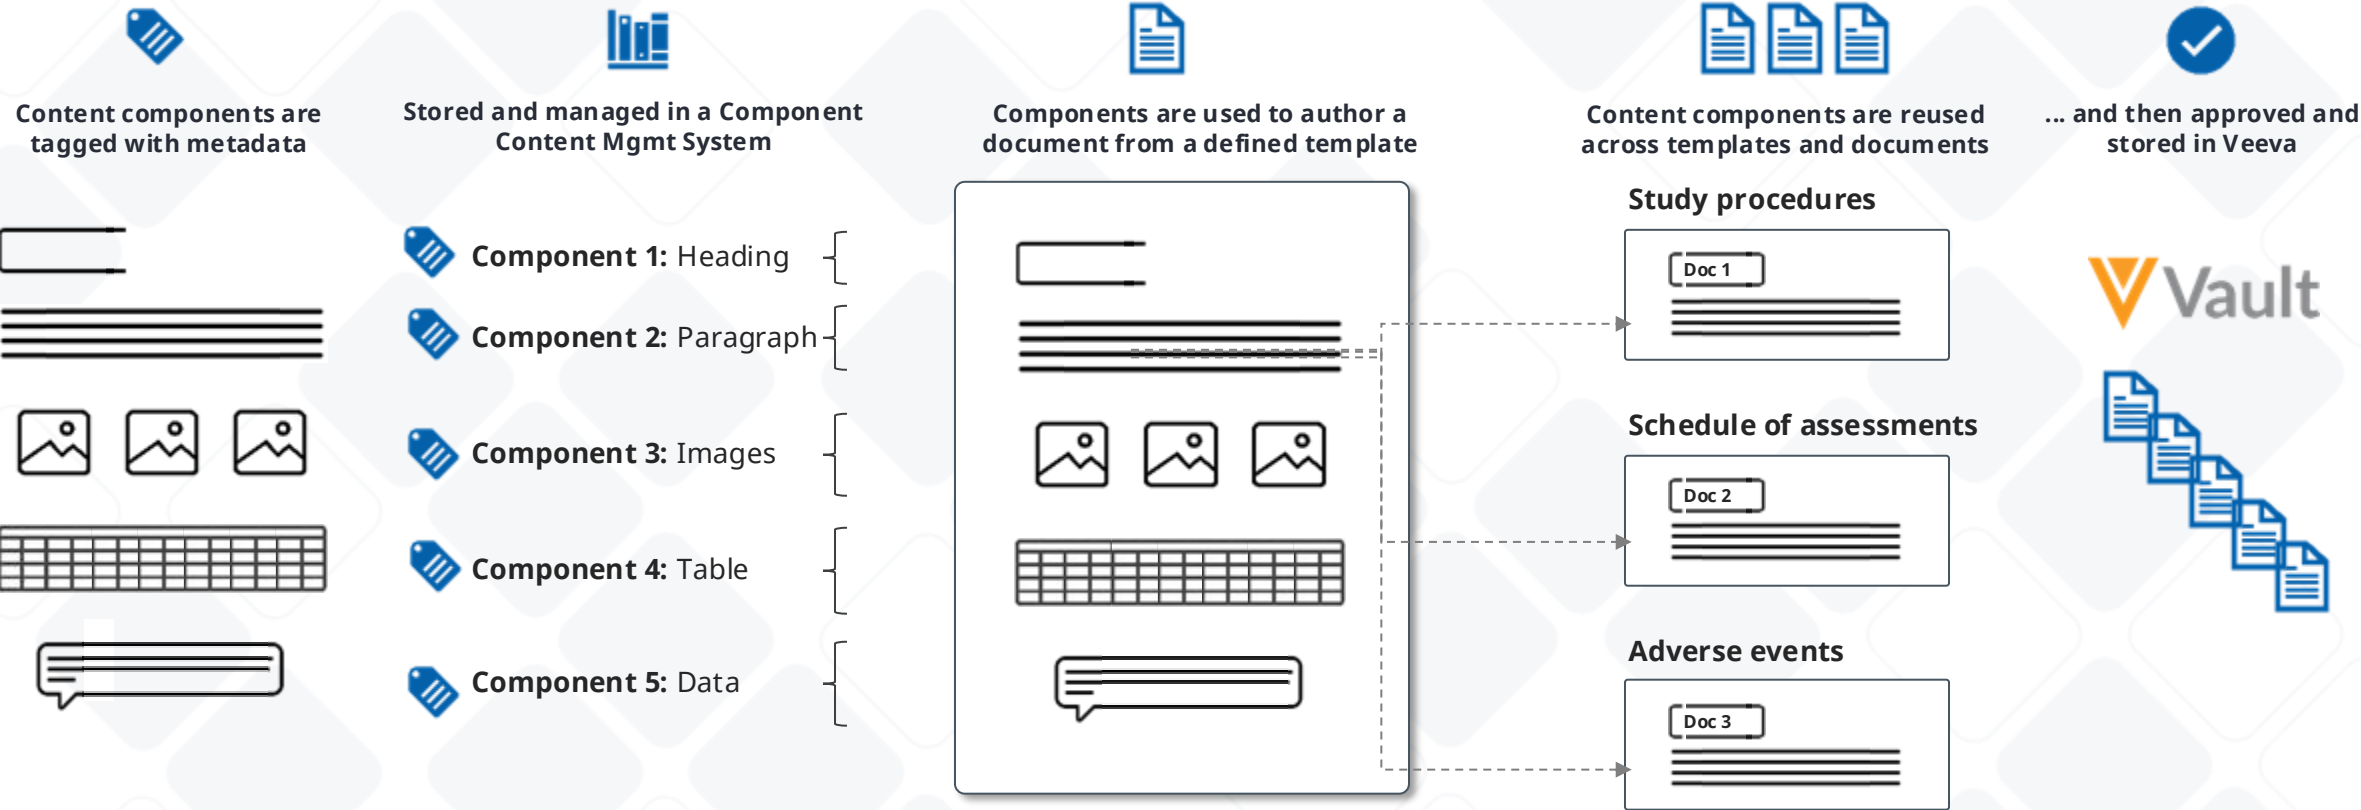 Content components are
tagged with metadata
Stored and managed in a Component
Content Mgmt System
Components are used to author a
document from a defined template
Content components are reused
across templates and documents
... and then approved and
stored in Veeva
Component 1: Heading
Component 2: Paragraph
Component 3: Images
Component 4: Table
Component 5: Data
Study procedures
Doc 1
Schedule of assessments
Doc 2
Adverse events
Doc 3
Vault